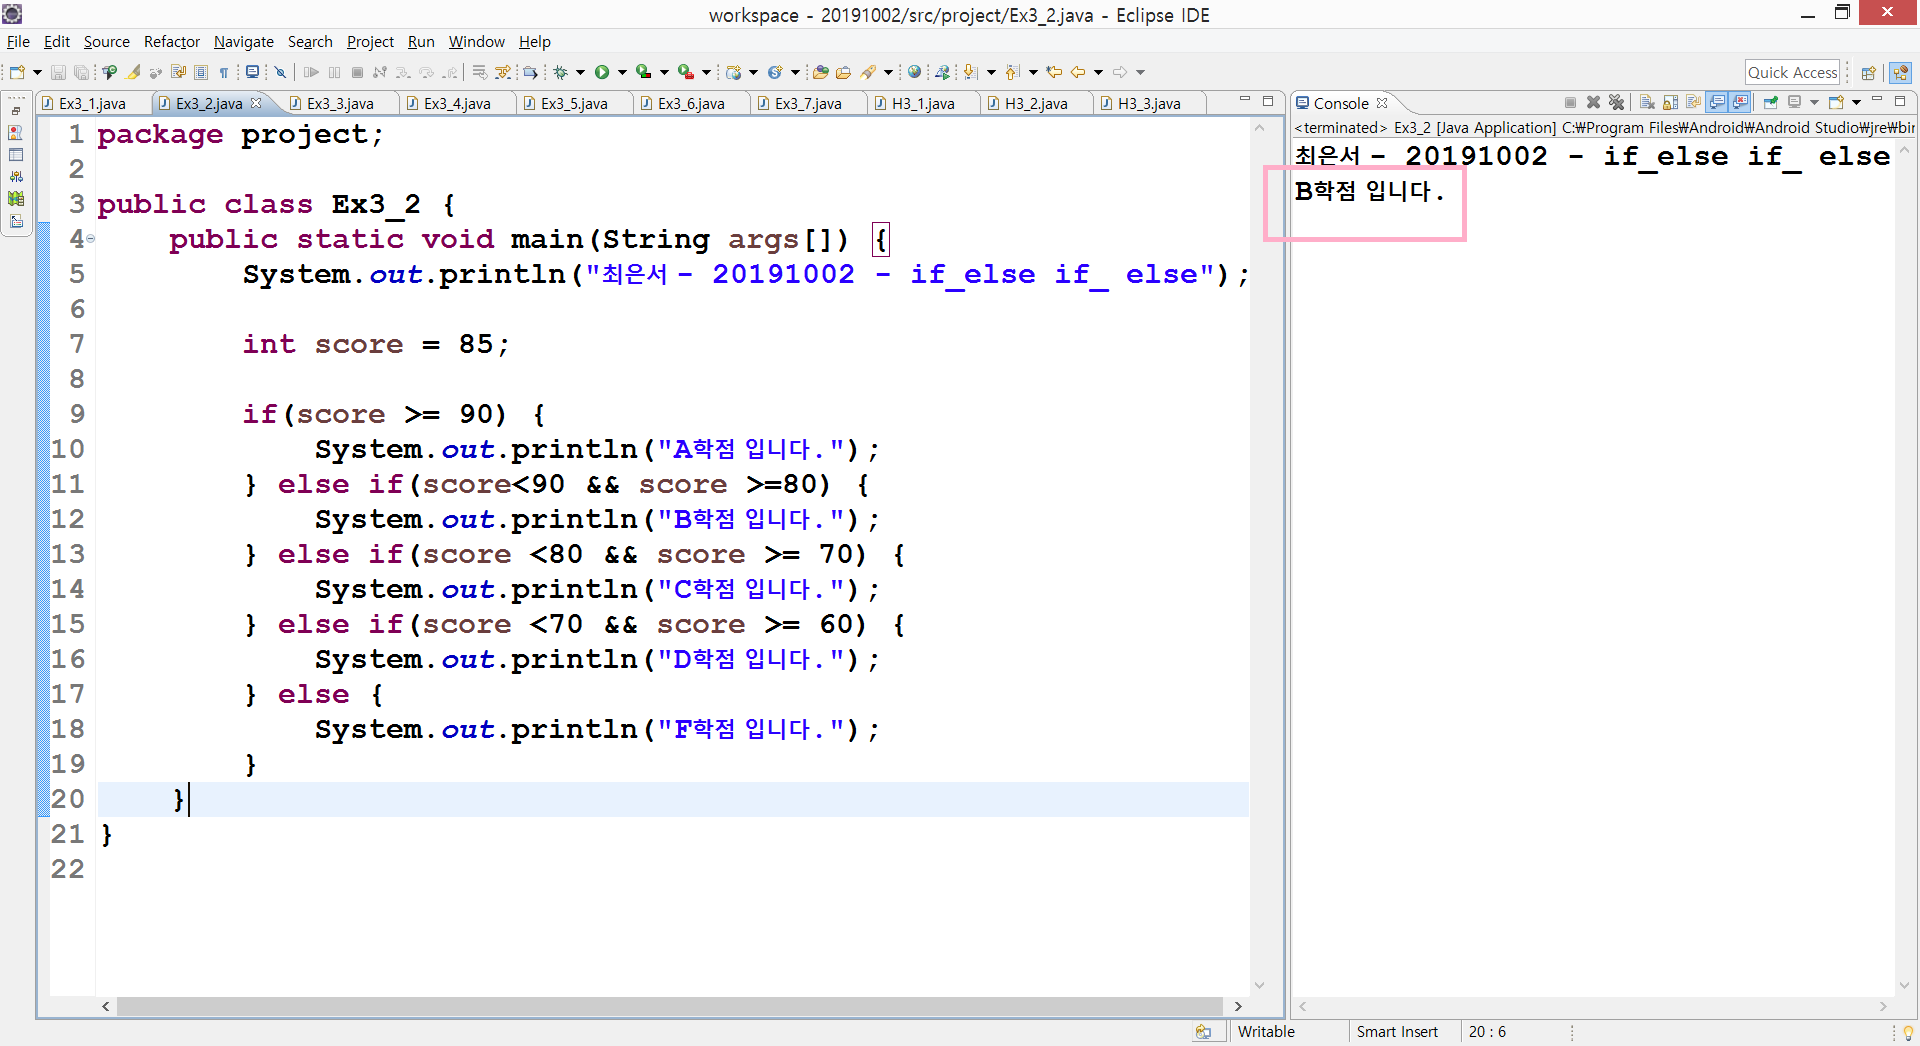 workspace - 20191002/src/project/Ex3_2.java - Eclipse IDE
File Edit Source Refactor Navigate Search Project Run Window Help
Quick Access
Ex3_1.java Ex3_2.java Ex3_3.java Ex3_4.java Ex3_5.java Ex3_6.java Ex3_7.java H3_1.java H3_2.java H3_3.java
1 package project;
2
3 public class Ex3_2 {
4 public static void main(String args[]) {
5 System.out.println("최은서 - 20191002 - if_else if_ else");
6
7 int score = 85;
8
9 if(score >= 90) {
10 System.out.println("A학점 입니다.");
11 } else if(score<90 && score >=80) {
12 System.out.println("B학점 입니다.");
13 } else if(score <80 && score >= 70) {
14 System.out.println("C학점 입니다.");
15 } else if(score <70 && score >= 60) {
16 System.out.println("D학점 입니다.");
17 } else {
18 System.out.println("F학점 입니다.");
19 }
20 }
21 }
22
Console
<terminated> Ex3_2 [Java Application] C:₩Program Files₩Android₩Android Studio₩jre₩bin
최은서 - 20191002 - if_else if_ else
B학점 입니다.
Writable Smart Insert 20 : 6